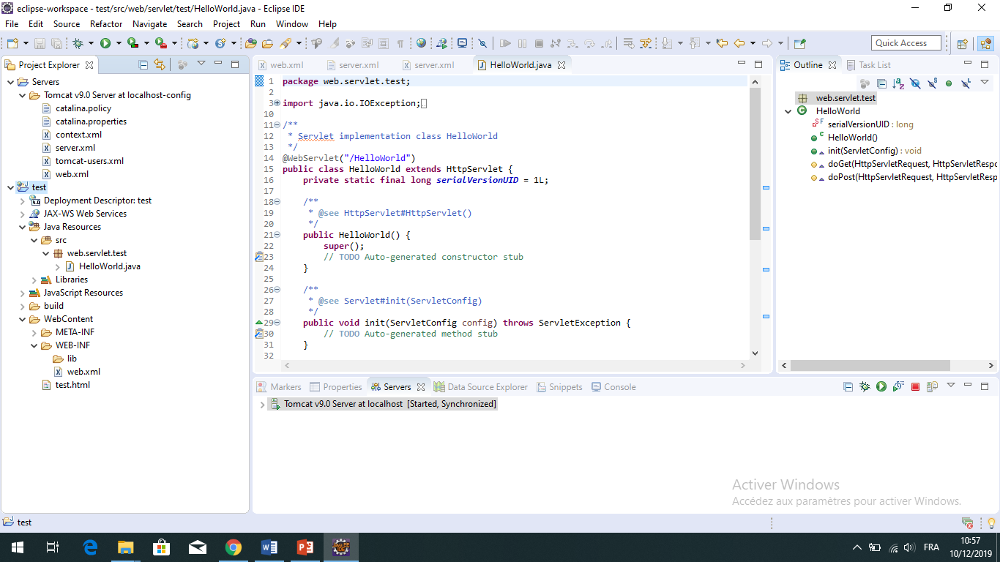 eclipse-workspace - test/src/web/servlet/test/HelloWorld.java - Eclipse IDE
File Edit Source Refactor Navigate Search Project Run Window Help
Quick Access
Project Explorer
Servers
Tomcat v9.0 Server at localhost-config
catalina.policy
catalina.properties
context.xml
server.xml
tomcat-users.xml
web.xml
test
Deployment Descriptor: test
JAX-WS Web Services
Java Resources
src
web.servlet.test
HelloWorld.java
Libraries
JavaScript Resources
build
WebContent
META-INF
WEB-INF
lib
web.xml
test.html
web.xml server.xml server.xml HelloWorld.java
1 package web.servlet.test;
2
3 import java.io.IOException;
10
11 /**
12 * Servlet implementation class HelloWorld
13 */
14 @WebServlet("/HelloWorld")
15 public class HelloWorld extends HttpServlet {
16 private static final long serialVersionUID = 1L;
17
18 /**
19 * @see HttpServlet#HttpServlet()
20 */
21 public HelloWorld() {
22 super();
23 // TODO Auto-generated constructor stub
24 }
25
26 /**
27 * @see Servlet#init(ServletConfig)
28 */
29 public void init(ServletConfig config) throws ServletException {
30 // TODO Auto-generated method stub
31 }
32
Outline Task List
web.servlet.test
HelloWorld
serialVersionUID : long
HelloWorld()
init(ServletConfig) : void
doGet(HttpServletRequest, HttpServletRespo
doPost(HttpServletRequest, HttpServletResp
Markers Properties Servers Data Source Explorer Snippets Console
Tomcat v9.0 Server at localhost [Started, Synchronized]
Activer Windows
Accédez aux paramètres pour activer Windows.
test
FRA
10:57
10/12/2019